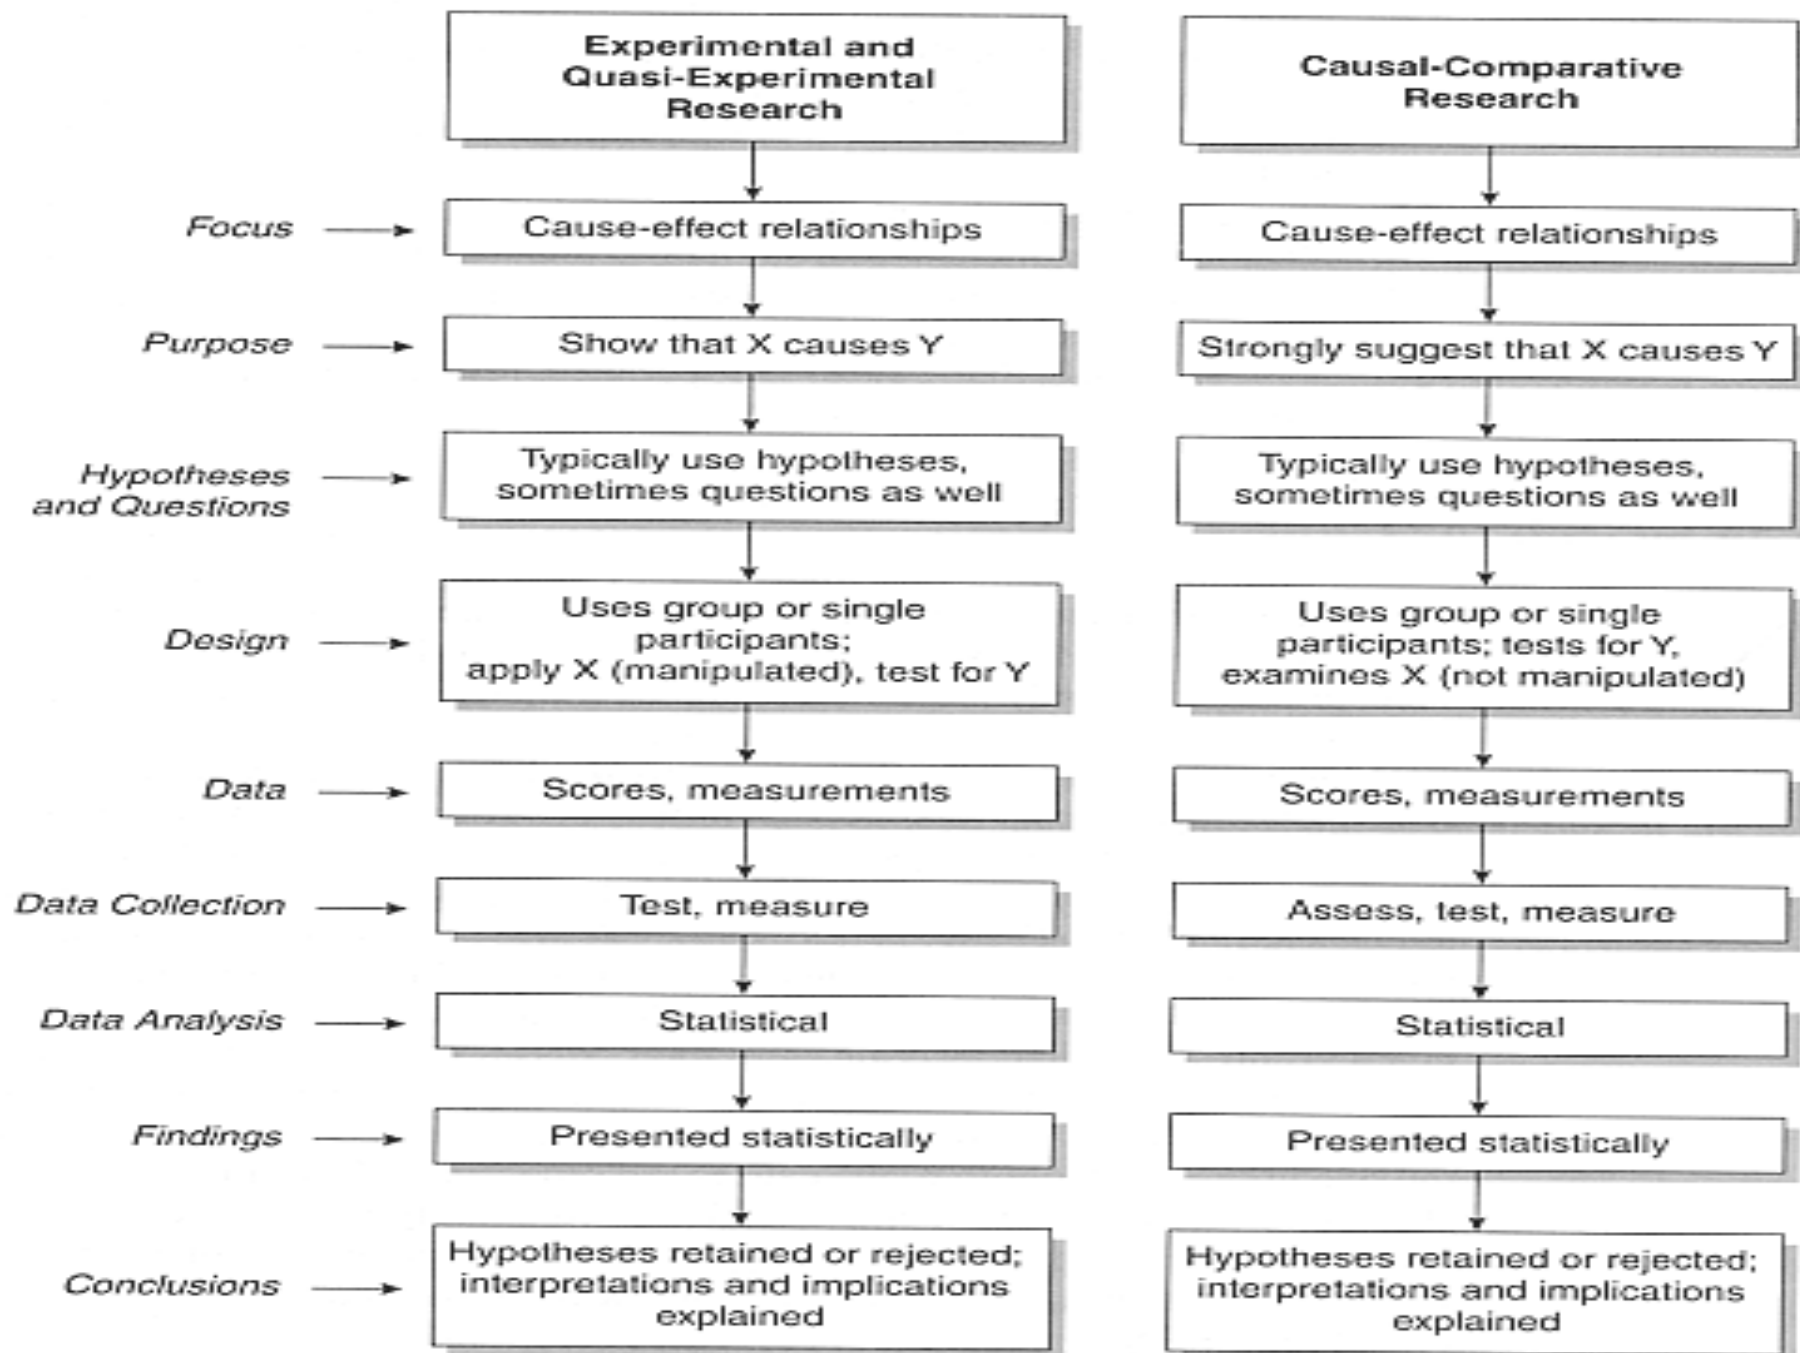 Experimental and
Quasi-Experimental
Research
Causal-Comparative
Research
Focus
Cause-effect relationships
Cause-effect relationships
Purpose
Show that X causes Y
Strongly suggest that X causes Y
Hypotheses
and Questions
Typically use hypotheses,
sometimes questions as well
Typically use hypotheses,
sometimes questions as well
Design
Uses group or single
participants;
apply X (manipulated), test for Y
Uses group or single
participants; tests for Y,
examines X (not manipulated)
Data
Scores, measurements
Scores, measurements
Data Collection
Test, measure
Assess, test, measure
Data Analysis
Statistical
Statistical
Findings
Presented statistically
Presented statistically
Conclusions
Hypotheses retained or rejected;
interpretations and implications
explained
Hypotheses retained or rejected;
interpretations and implications
explained